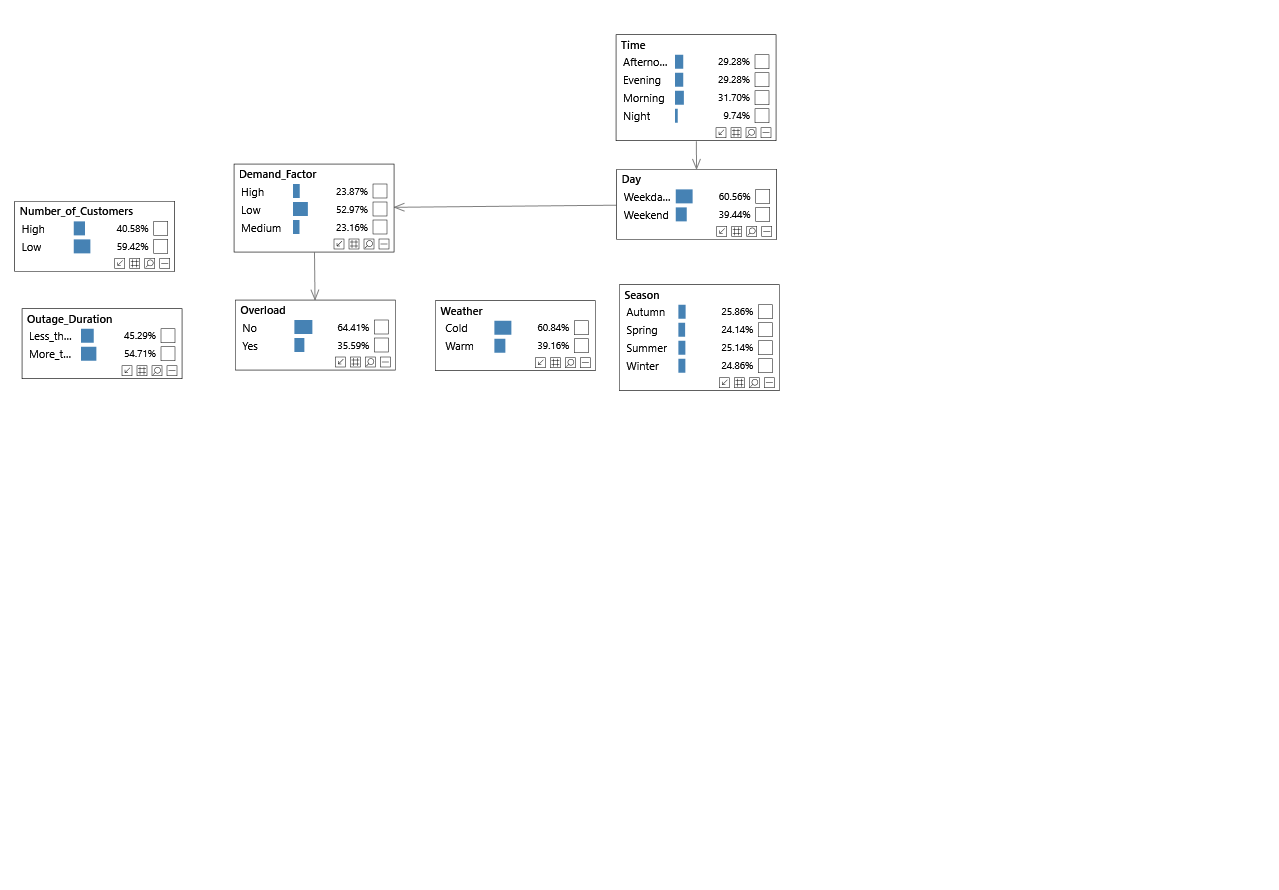 Time
Afterno... 29.28%
Evening 29.28%
Morning 31.70%
Night 9.74%
Demand_Factor
High 23.87%
Low 52.97%
Medium 23.16%
Day
Weekda... 60.56%
Weekend 39.44%
Number_of_Customers
High 40.58%
Low 59.42%
Season
Autumn 25.86%
Spring 24.14%
Summer 25.14%
Winter 24.86%
Overload
No 64.41%
Yes 35.59%
Weather
Cold 60.84%
Warm 39.16%
Outage_Duration
Less_th... 45.29%
More_t... 54.71%